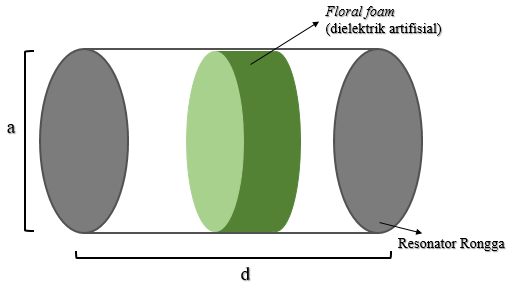 Floral foam
(dielektrik artifisial)
a
Resonator Rongga
d